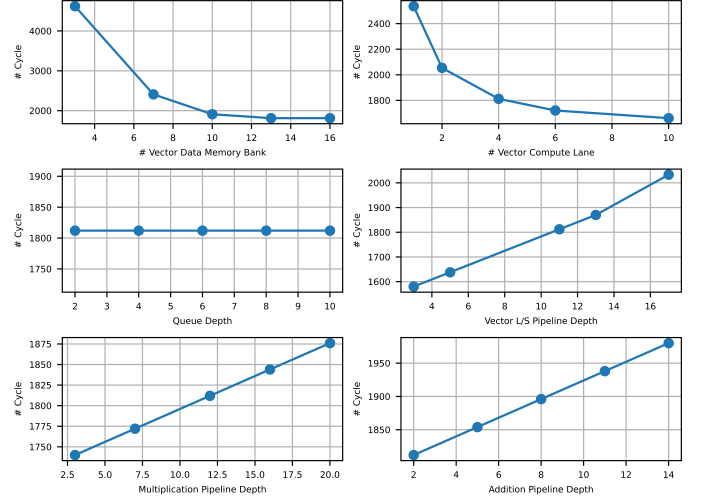 4000
3000
2000
# Cycle
4 6 8 10 12 14 16
# Vector Data Memory Bank
2400
2200
2000
1800
# Cycle
2 4 6 8 10
# Vector Compute Lane
1900
1850
1800
1750
# Cycle
2 3 4 5 6 7 8 9 10
Queue Depth
2000
1900
1800
1700
1600
# Cycle
4 6 8 10 12 14 16
Vector L/S Pipeline Depth
1875
1850
1825
1800
1775
1750
# Cycle
2.5 5.0 7.5 10.0 12.5 15.0 17.5 20.0
Multiplication Pipeline Depth
1950
1900
1850
# Cycle
2 4 6 8 10 12 14
Addition Pipeline Depth